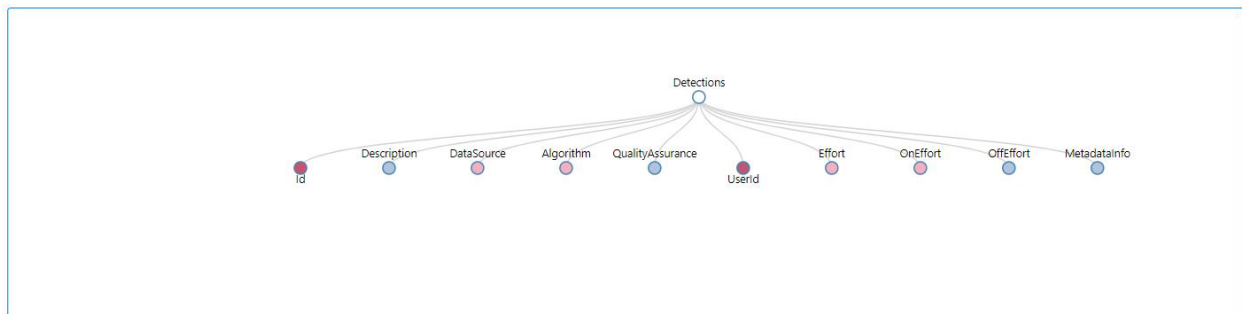 Detections
Description DataSource Algorithm QualityAssurance Effort OnEffort OffEffort MetadataInfo
Id UserId